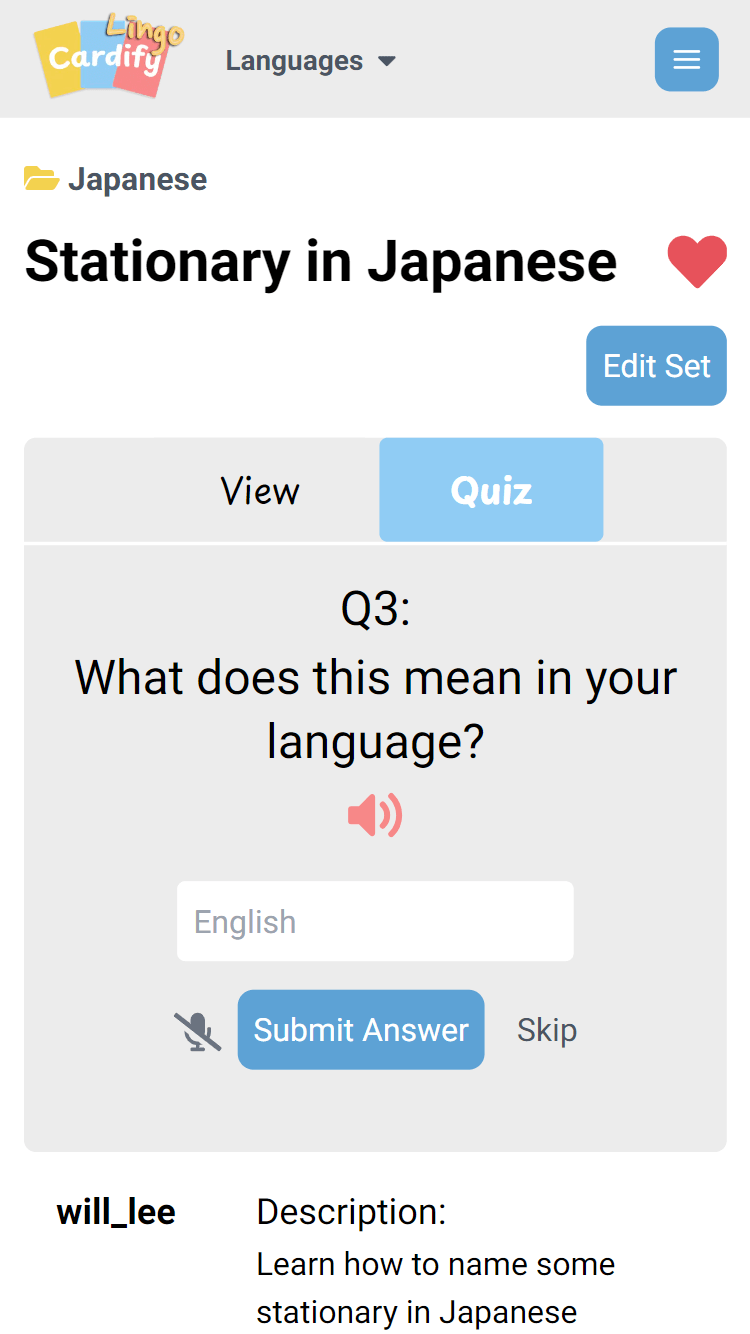 Lingo
Cardify
Languages
Japanese
Stationary in Japanese
Edit Set
View
Quiz
Q3:
What does this mean in your
language?
English
Submit Answer
Skip
will_lee
Description:
Learn how to name some
stationary in Japanese